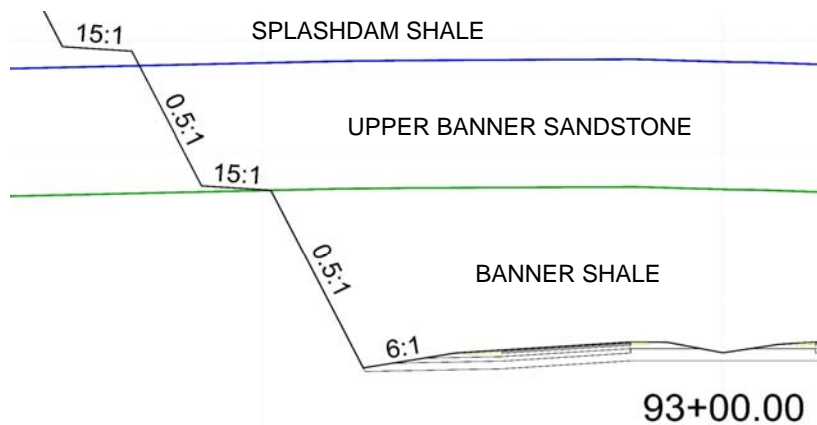 15:1
SPLASHDAM SHALE
0.5:1
UPPER BANNER SANDSTONE
15:1
0.5:1
BANNER SHALE
6:1
93+00.00